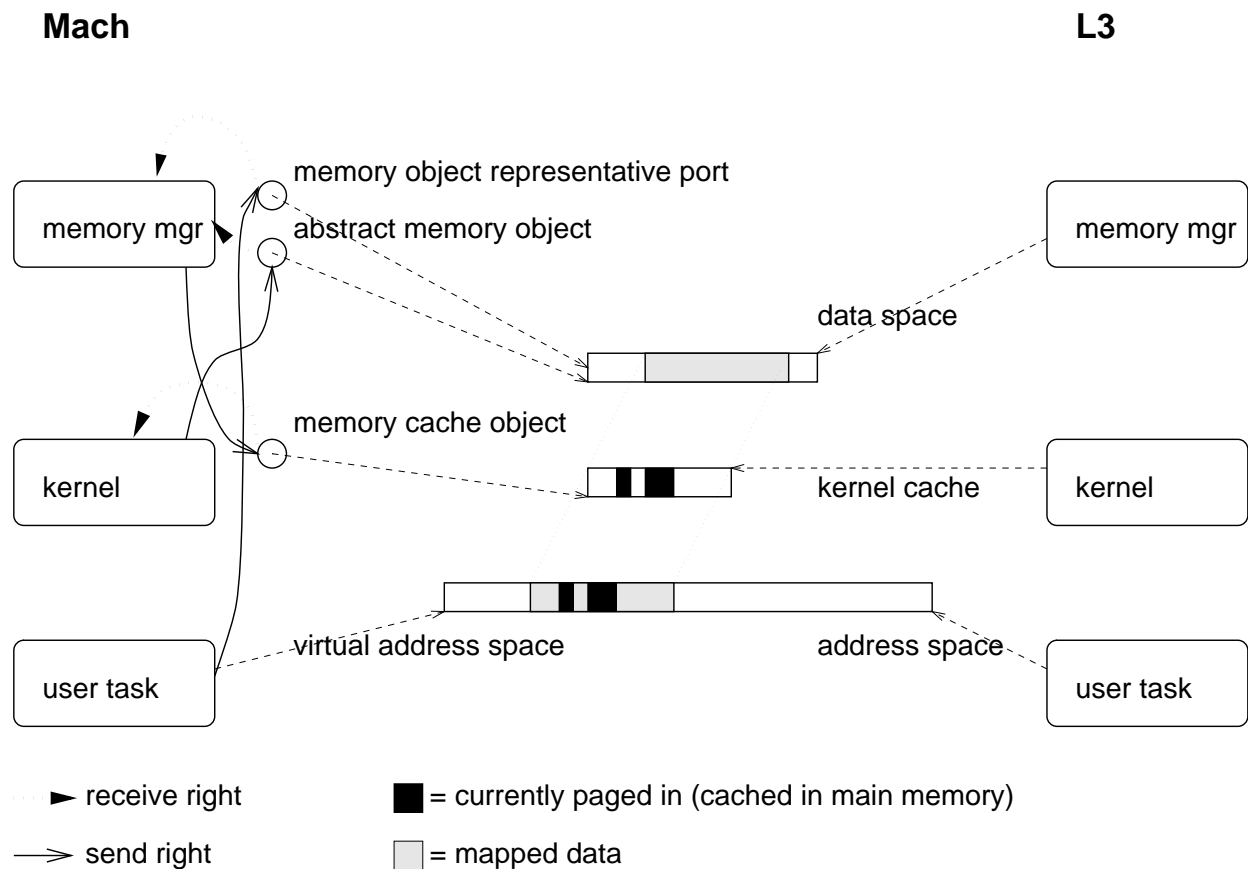 Mach
L3
memory object representative port
memory mgr
abstract memory object
memory mgr
data space
memory cache object
kernel
kernel cache
kernel
virtual address space
address space
user task
user task
receive right
= currently paged in (cached in main memory)
send right
= mapped data